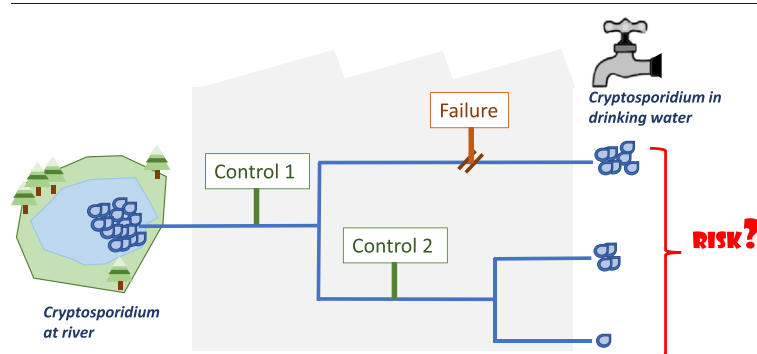 Cryptosporidium in
drinking water
Failure
Control 1
RISK?
Control 2
Cryptosporidium
at river